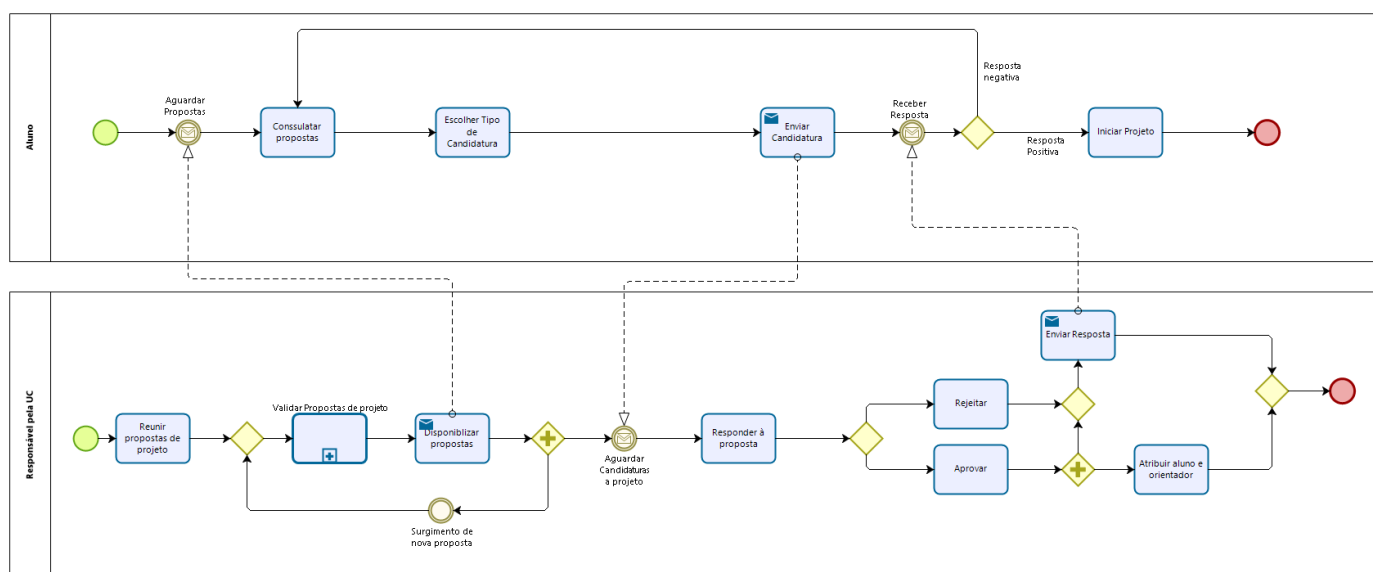 Aluno
Aguardar
Propostas
Conssulatar
propostas
Escolher Tipo
de
Candidatura
Enviar
Candidatura
Receber
Resposta
Resposta
negativa
Resposta
Positiva
Iniciar Projeto
Responsável pela UC
Reunir
propostas de
projeto
Validar Propostas de projeto
Disponiblizar
propostas
Surgimento de
nova proposta
Aguardar
Candidaturas
a projeto
Responder à
proposta
Rejeitar
Aprovar
Enviar Resposta
Atribuir aluno e
orientador